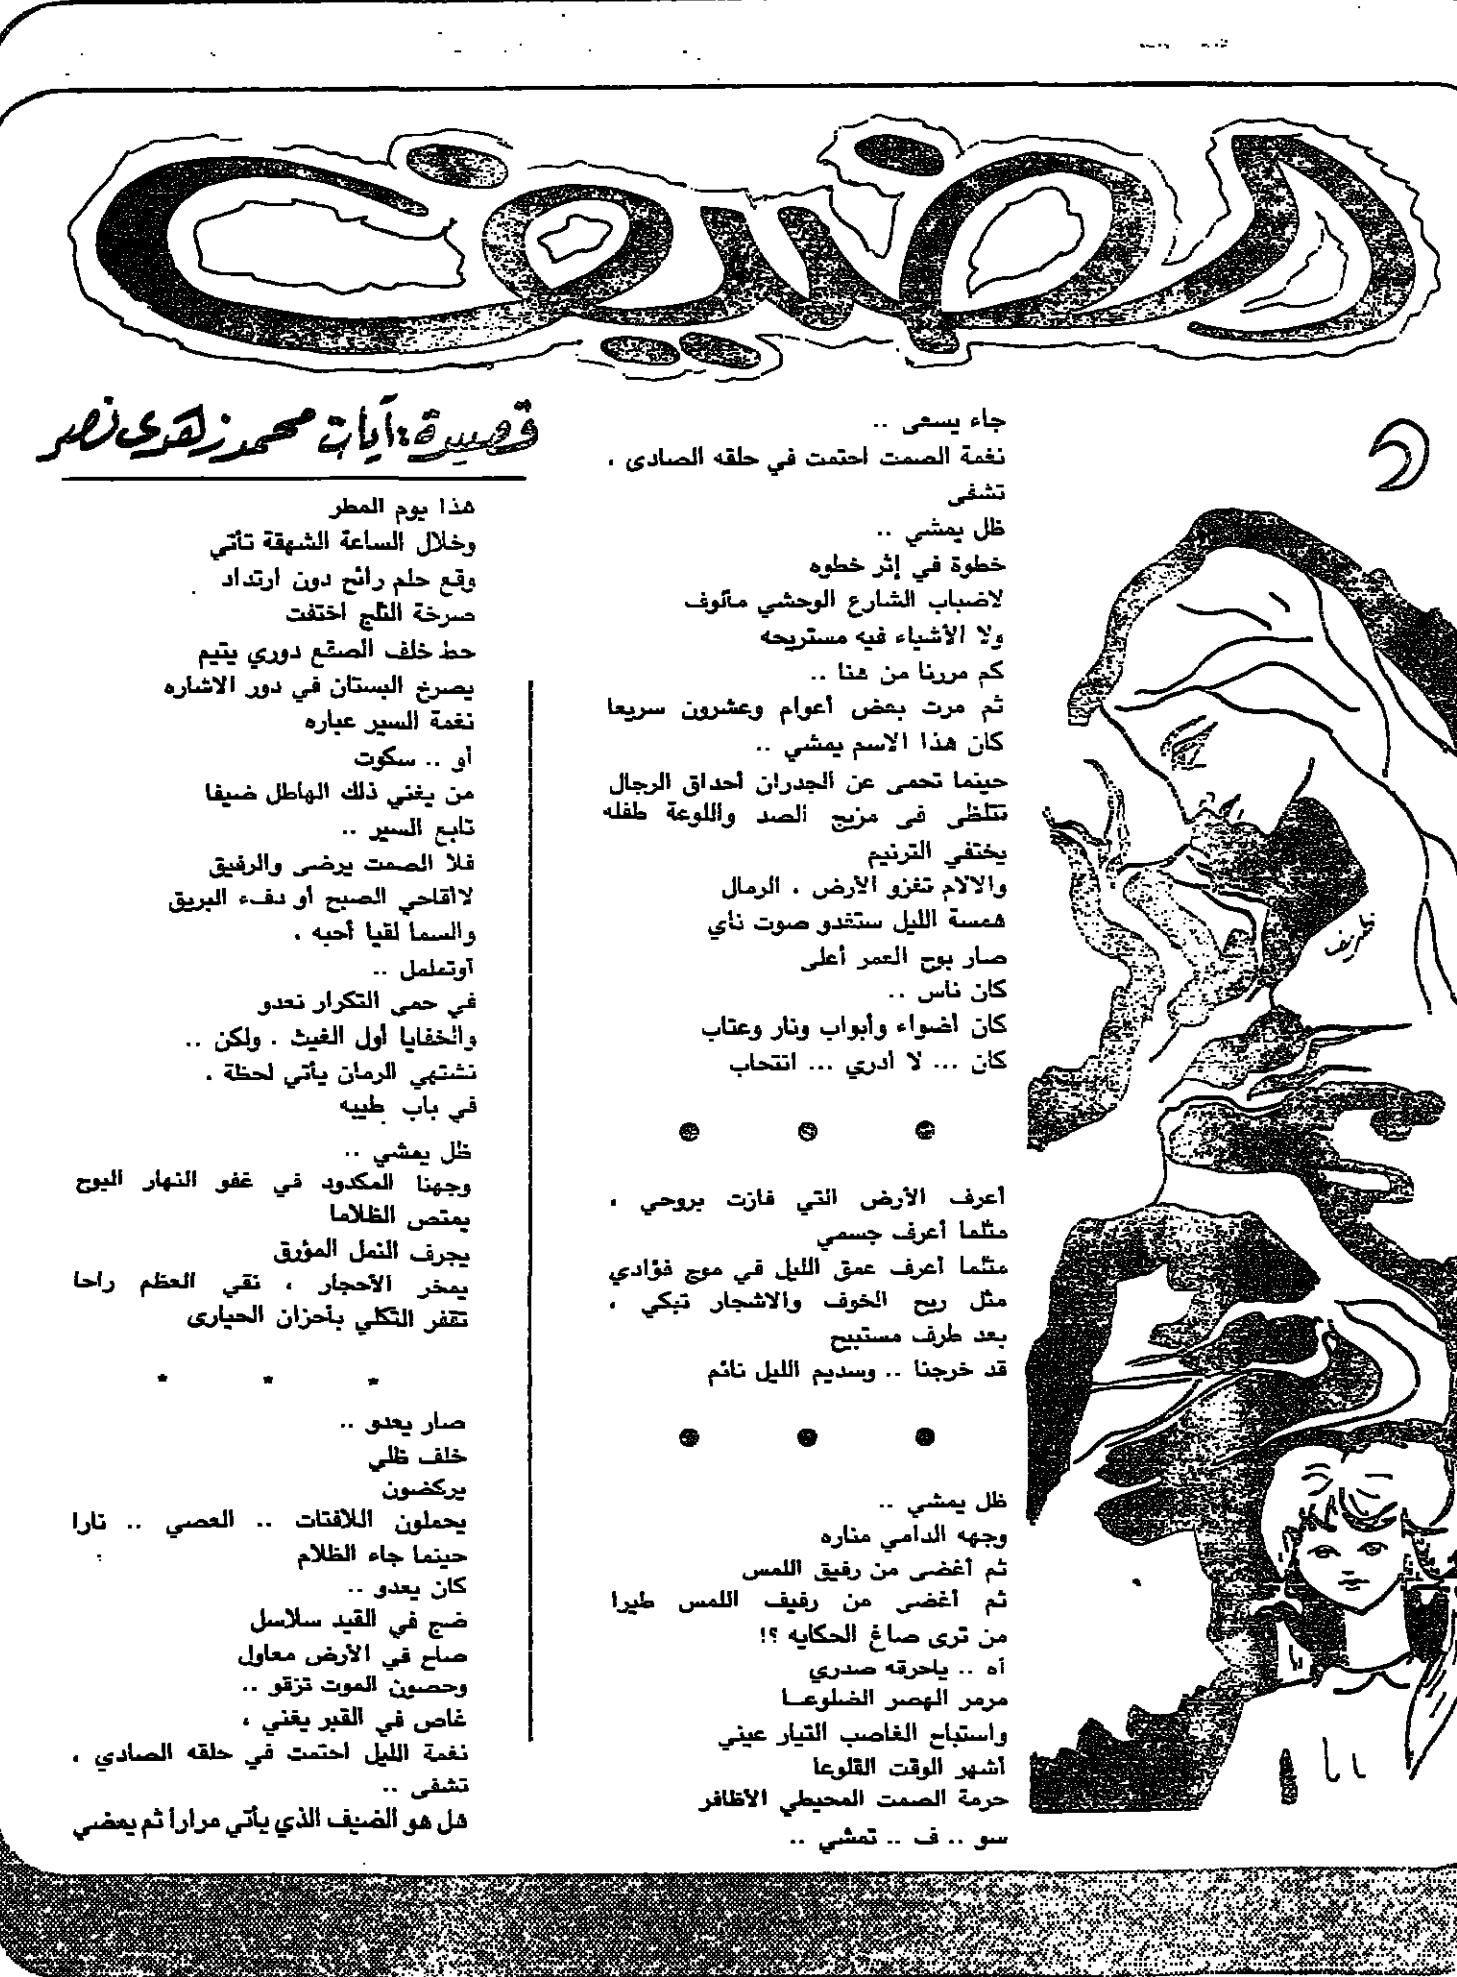 الضيف
قصيدة: آيات محمد زهدي نصر
جاء يسعى ..
نغمة الصمت احتمت في حلقه الصادى ،
تشفى
ظل يمشي ..
خطوة في إثر خطوه
لاضباب الشارع الوحشي مألوف
ولا الأشياء فيه مستريحه
كم مررنا من هنا ..
ثم مرت بعض أعوام وعشرون سريعا
كان هذا الاسم يمشي ..
حينما تحمى عن الجدران أحداق الرجال
تتلظى فى مزيج الصد واللوعة طفله
يختفي الترنيم
والالام تغزو الأرض ، الرمال
همسة الليل ستغدو صوت ناي
صار بوح العمر أعلى
كان ناس ..
كان أضواء وأبواب ونار وعتاب
كان ... لا أدري ... انتحاب
أعرف الأرض التي فازت بروحي ،
مثلما أعرف جسمي
مثلما أعرف عمق الليل في موج فؤادي
مثل ريح الخوف والاشجار تبكي ،
بعد طرف مستبيح
قد خرجنا .. وسديم الليل نائم
ظل يمشي ..
وجهه الدامي مناره
ثم أغضى من رفيق اللمس
ثم أغضى من رفيف اللمس طيرا
من ترى صاغ الحكايه ؟!
آه .. ياحرقه صدري
مرمر الهصر الضلوعـا
واستباح الغاصب التيار عيني
أشهر الوقت القلوعا
حرمة الصمت المحيطي الأظافر
سو .. ف .. تمشي ..
هذا يوم المطر
وخلال الساعة الشهقة تأتي
وقع حلم رائح دون ارتداد
صرخة الثلج اختفت
حط خلف الصقع دوري يتيم
يصرخ البستان في دور الاشاره
نغمة السير عباره
أو .. سكوت
من يغني ذلك الهاطل ضيفا
تابع السير ..
فلا الصمت يرضى والرفيق
لاأقاحي الصبح أو دفء البريق
والسما لقيا أحبه .
أوتململ ..
في حمى التكرار نعدو
والخفايا أول الغيث . ولكن ..
نشتهي الرمان يأتي لحظة .
في باب طيبه
ظل يمشي ..
وجهنا المكدود في غفو النهار البوح
يمتص الظلاما
يجرف النمل المؤرق
يمخر الأحجار ، نقي العظم راحا
تقفر الثكلي بأحزان الحيارى
* * *
صار يعدو ..
خلف ظلي
يركضون
يحملون اللافتات .. العصي .. نارا
حينما جاء الظلام
كان يعدو ..
ضج في القيد سلاسل
صاح في الأرض معاول
وحصون الموت تزقو ..
غاص في القبر يغني ،
نغمة الليل احتمت في حلقه الصادي ،
تشفى ..
هل هو الضيف الذي يأتي مرارا ثم يمضي